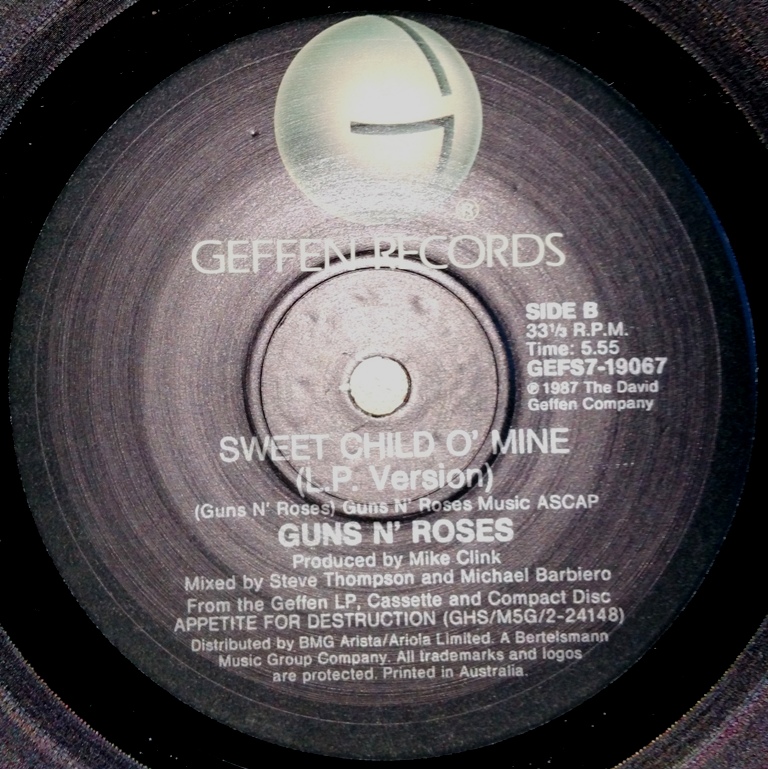 ®
GEFFEN RECORDS
SIDE B
33⅓ R.P.M.
Time: 5.55
GEFS7-19067
℗ 1987 The David
Geffen Company
SWEET CHILD O' MINE
(L.P. Version)
(Guns N' Roses) Guns N' Roses Music ASCAP
GUNS N' ROSES
Produced by Mike Clink
Mixed by Steve Thompson and Michael Barbiero
From the Geffen LP, Cassette and Compact Disc
APPETITE FOR DESTRUCTION (GHS/M5G/2-24148)
Distributed by BMG Arista/Ariola Limited. A Bertelsmann
Music Group Company. All trademarks and logos
are protected. Printed in Australia.